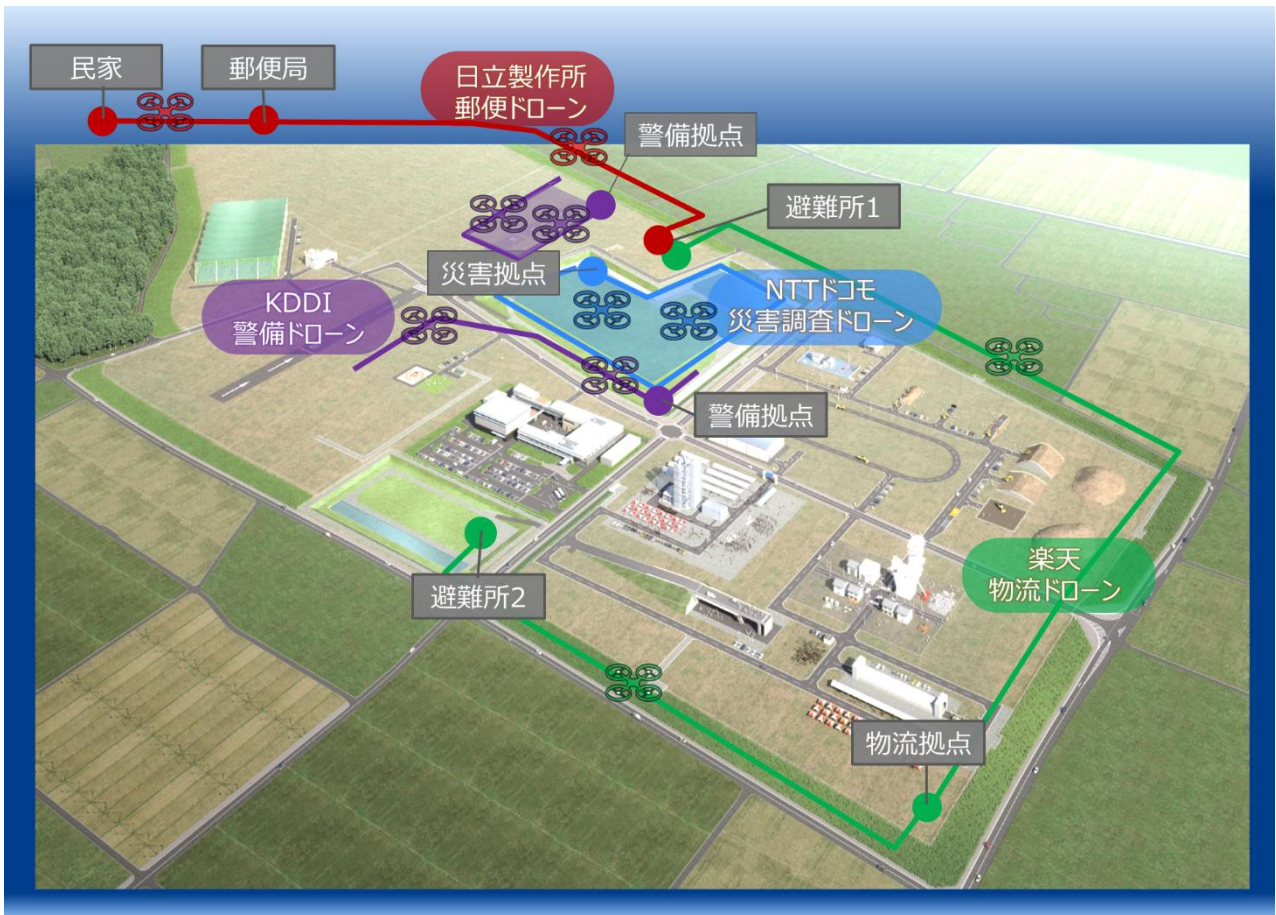 民家
郵便局
日立製作所
郵便ドローン
警備拠点
避難所1
災害拠点
KDDI
警備ドローン
NTTドコモ
災害調査ドローン
警備拠点
避難所2
楽天
物流ドローン
物流拠点